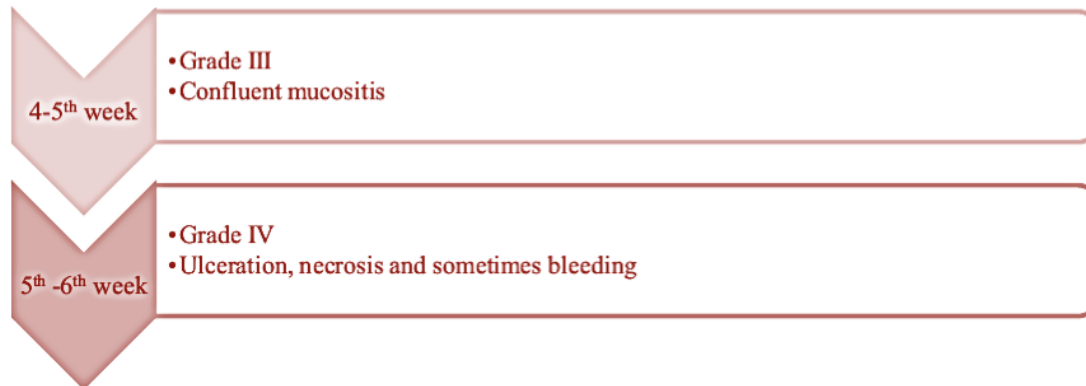 4-5th week
•Grade III
•Confluent mucositis
5th -6th week
•Grade IV
•Ulceration, necrosis and sometimes bleeding